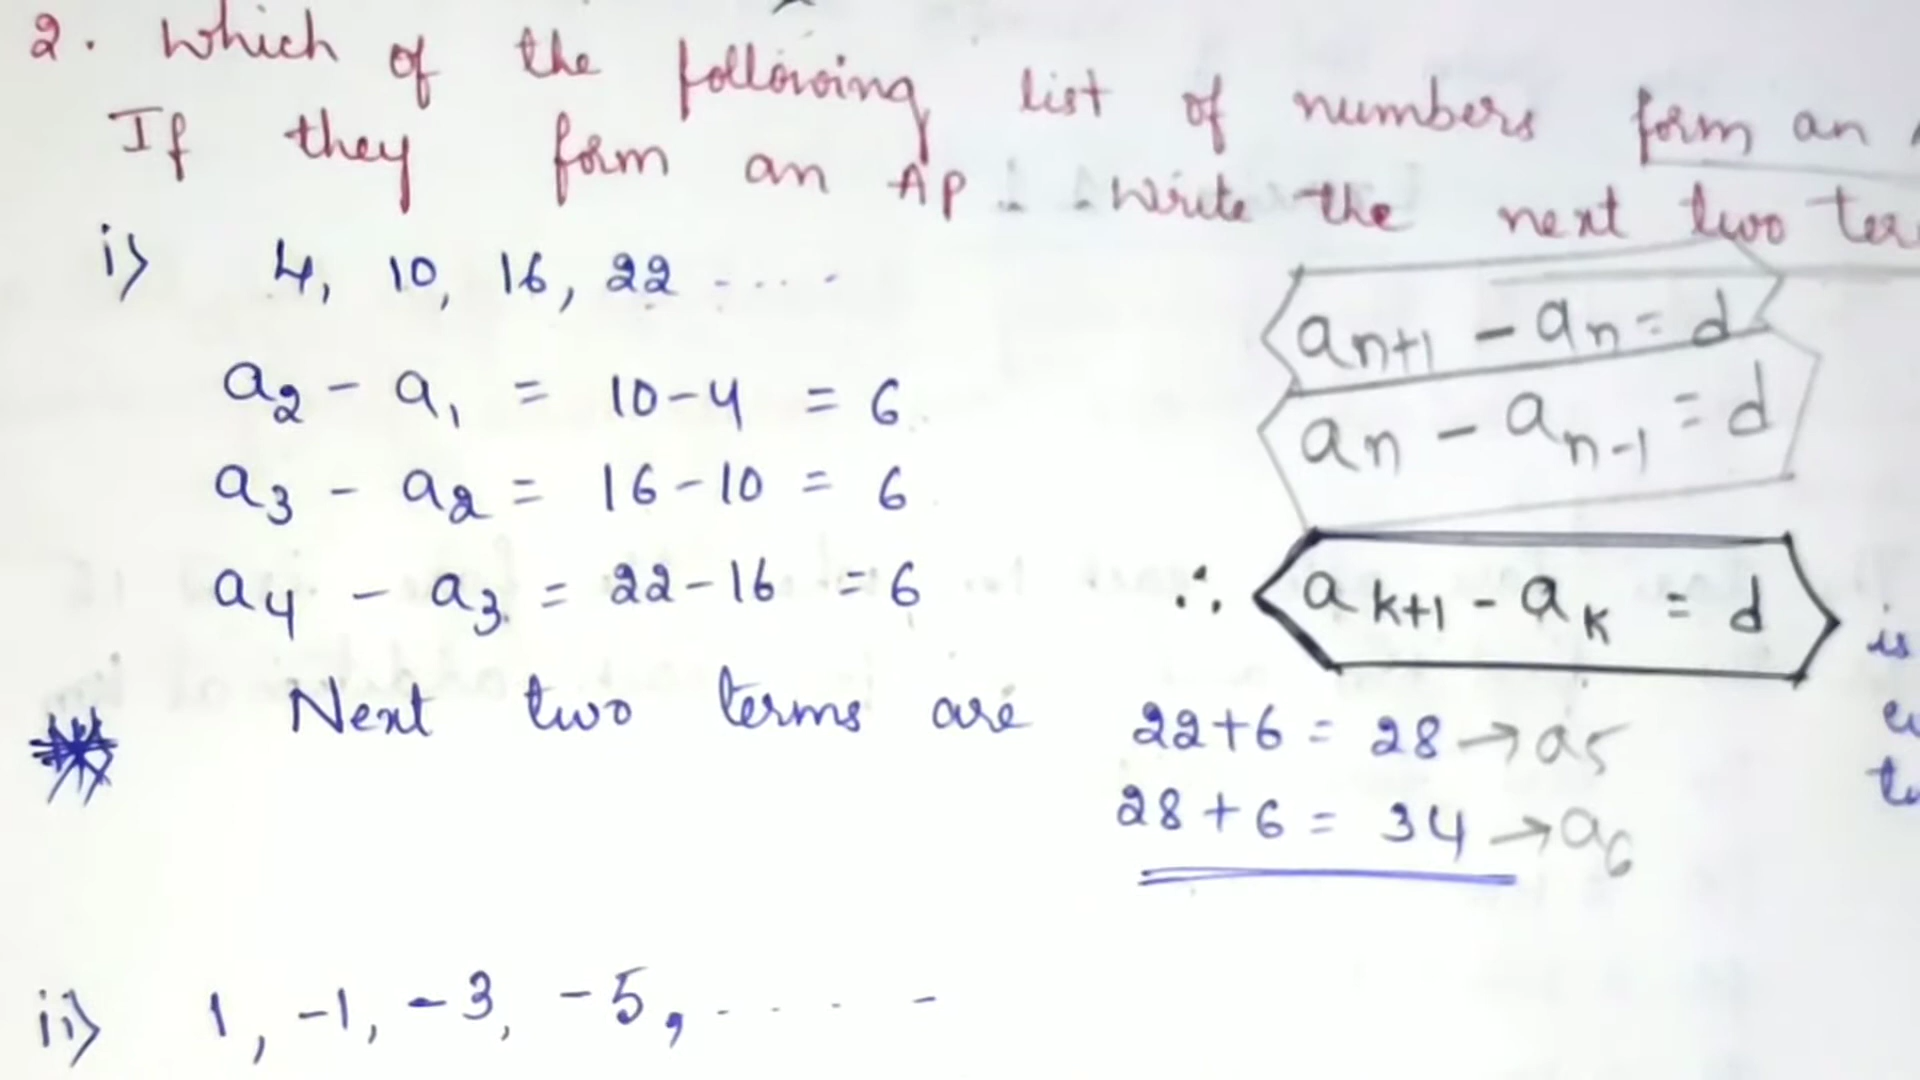 2. Which of the following list of numbers form an
If they form an AP. Write the next two
i) 4, 10, 16, 22 ....
a₂ - a₁ = 10-4 = 6
a₃ - a₂ = 16-10 = 6
a₄ - a₃ = 22-16 = 6
aₙ₊₁ - aₙ = d
aₙ - aₙ₋₁ = d
∴ aₖ₊₁ - aₖ = d
is
Next two terms are 22+6 = 28 → a₅
28+6 = 34 → a₆
ii) 1, -1, -3, -5, .... -